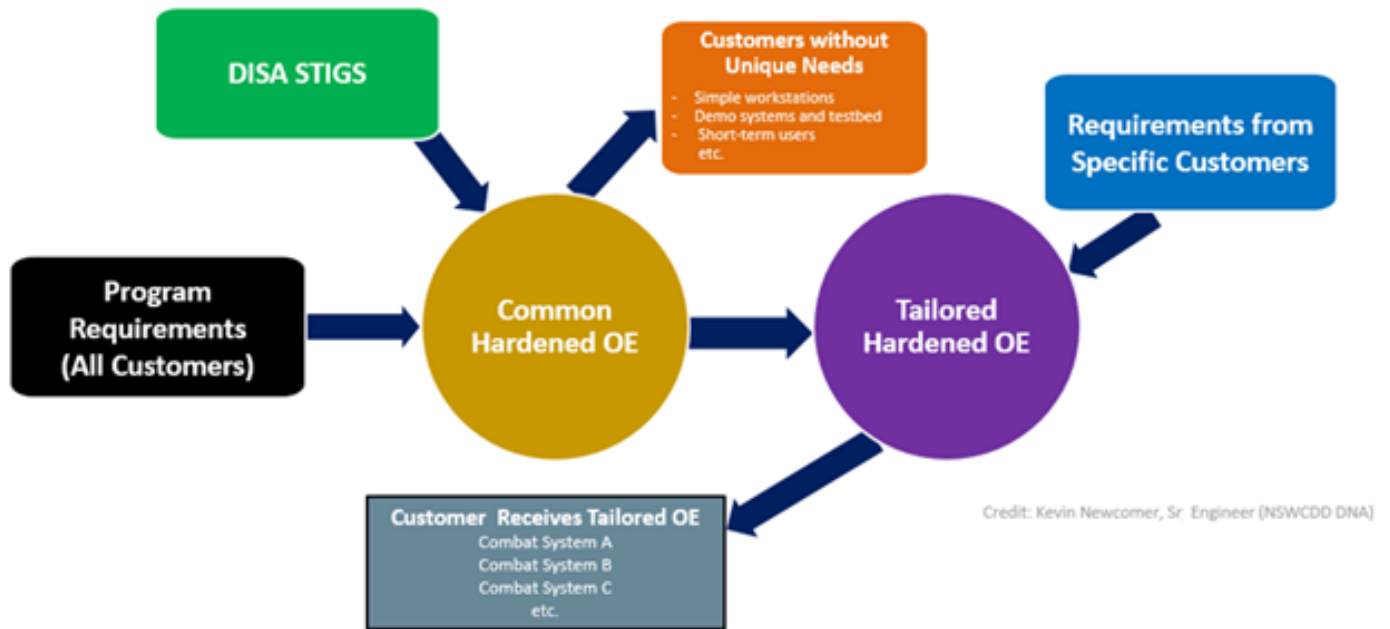 DISA STIGS
Customers without
Unique Needs
- Simple workstations
- Demo systems and testbed
- Short-term users
etc.
Requirements from
Specific Customers
Program
Requirements
(All Customers)
Common
Hardened OE
Tailored
Hardened OE
Customer Receives Tailored OE
Combat System A
Combat System B
Combat System C
etc.
Credit: Kevin Newcomer, Sr Engineer (NSWCDD DNA)